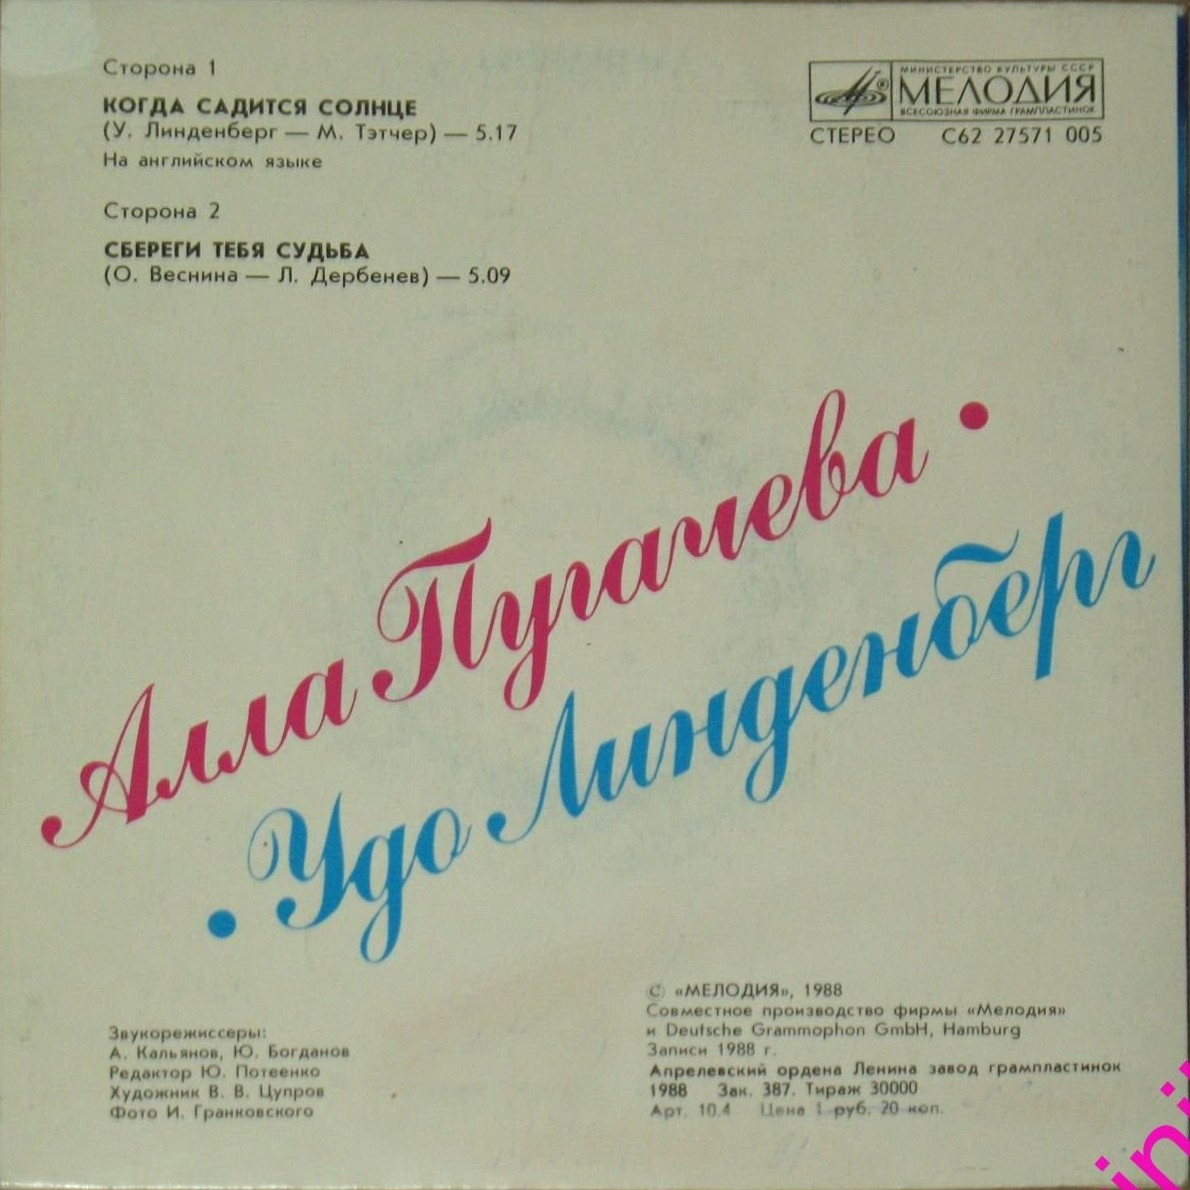 Сторона 1
КОГДА САДИТСЯ СОЛНЦЕ
(У. Линденберг — М. Тэтчер) — 5.17
На английском языке
Сторона 2
СБЕРЕГИ ТЕБЯ СУДЬБА
(О. Веснина — Л. Дербенев) — 5.09
МИНИСТЕРСТВО КУЛЬТУРЫ СССР
МЕЛОДИЯ
ВСЕСОЮЗНАЯ ФИРМА ГРАМПЛАСТИНОК
СТЕРЕО С62 27571 005
Алла Пугачева •
• Удо Линденберг
Звукорежиссеры:
А. Кальянов, Ю. Богданов
Редактор Ю. Потеенко
Художник В. В. Цупров
Фото И. Гранковского
© «МЕЛОДИЯ», 1988
Совместное производство фирмы «Мелодия»
и Deutsche Grammophon GmbH, Hamburg
Записи 1988 г.
Апрелевский ордена Ленина завод грампластинок
1988 Зак. 387. Тираж 30000
Арт. 10.4 Цена 1 руб. 20 коп.